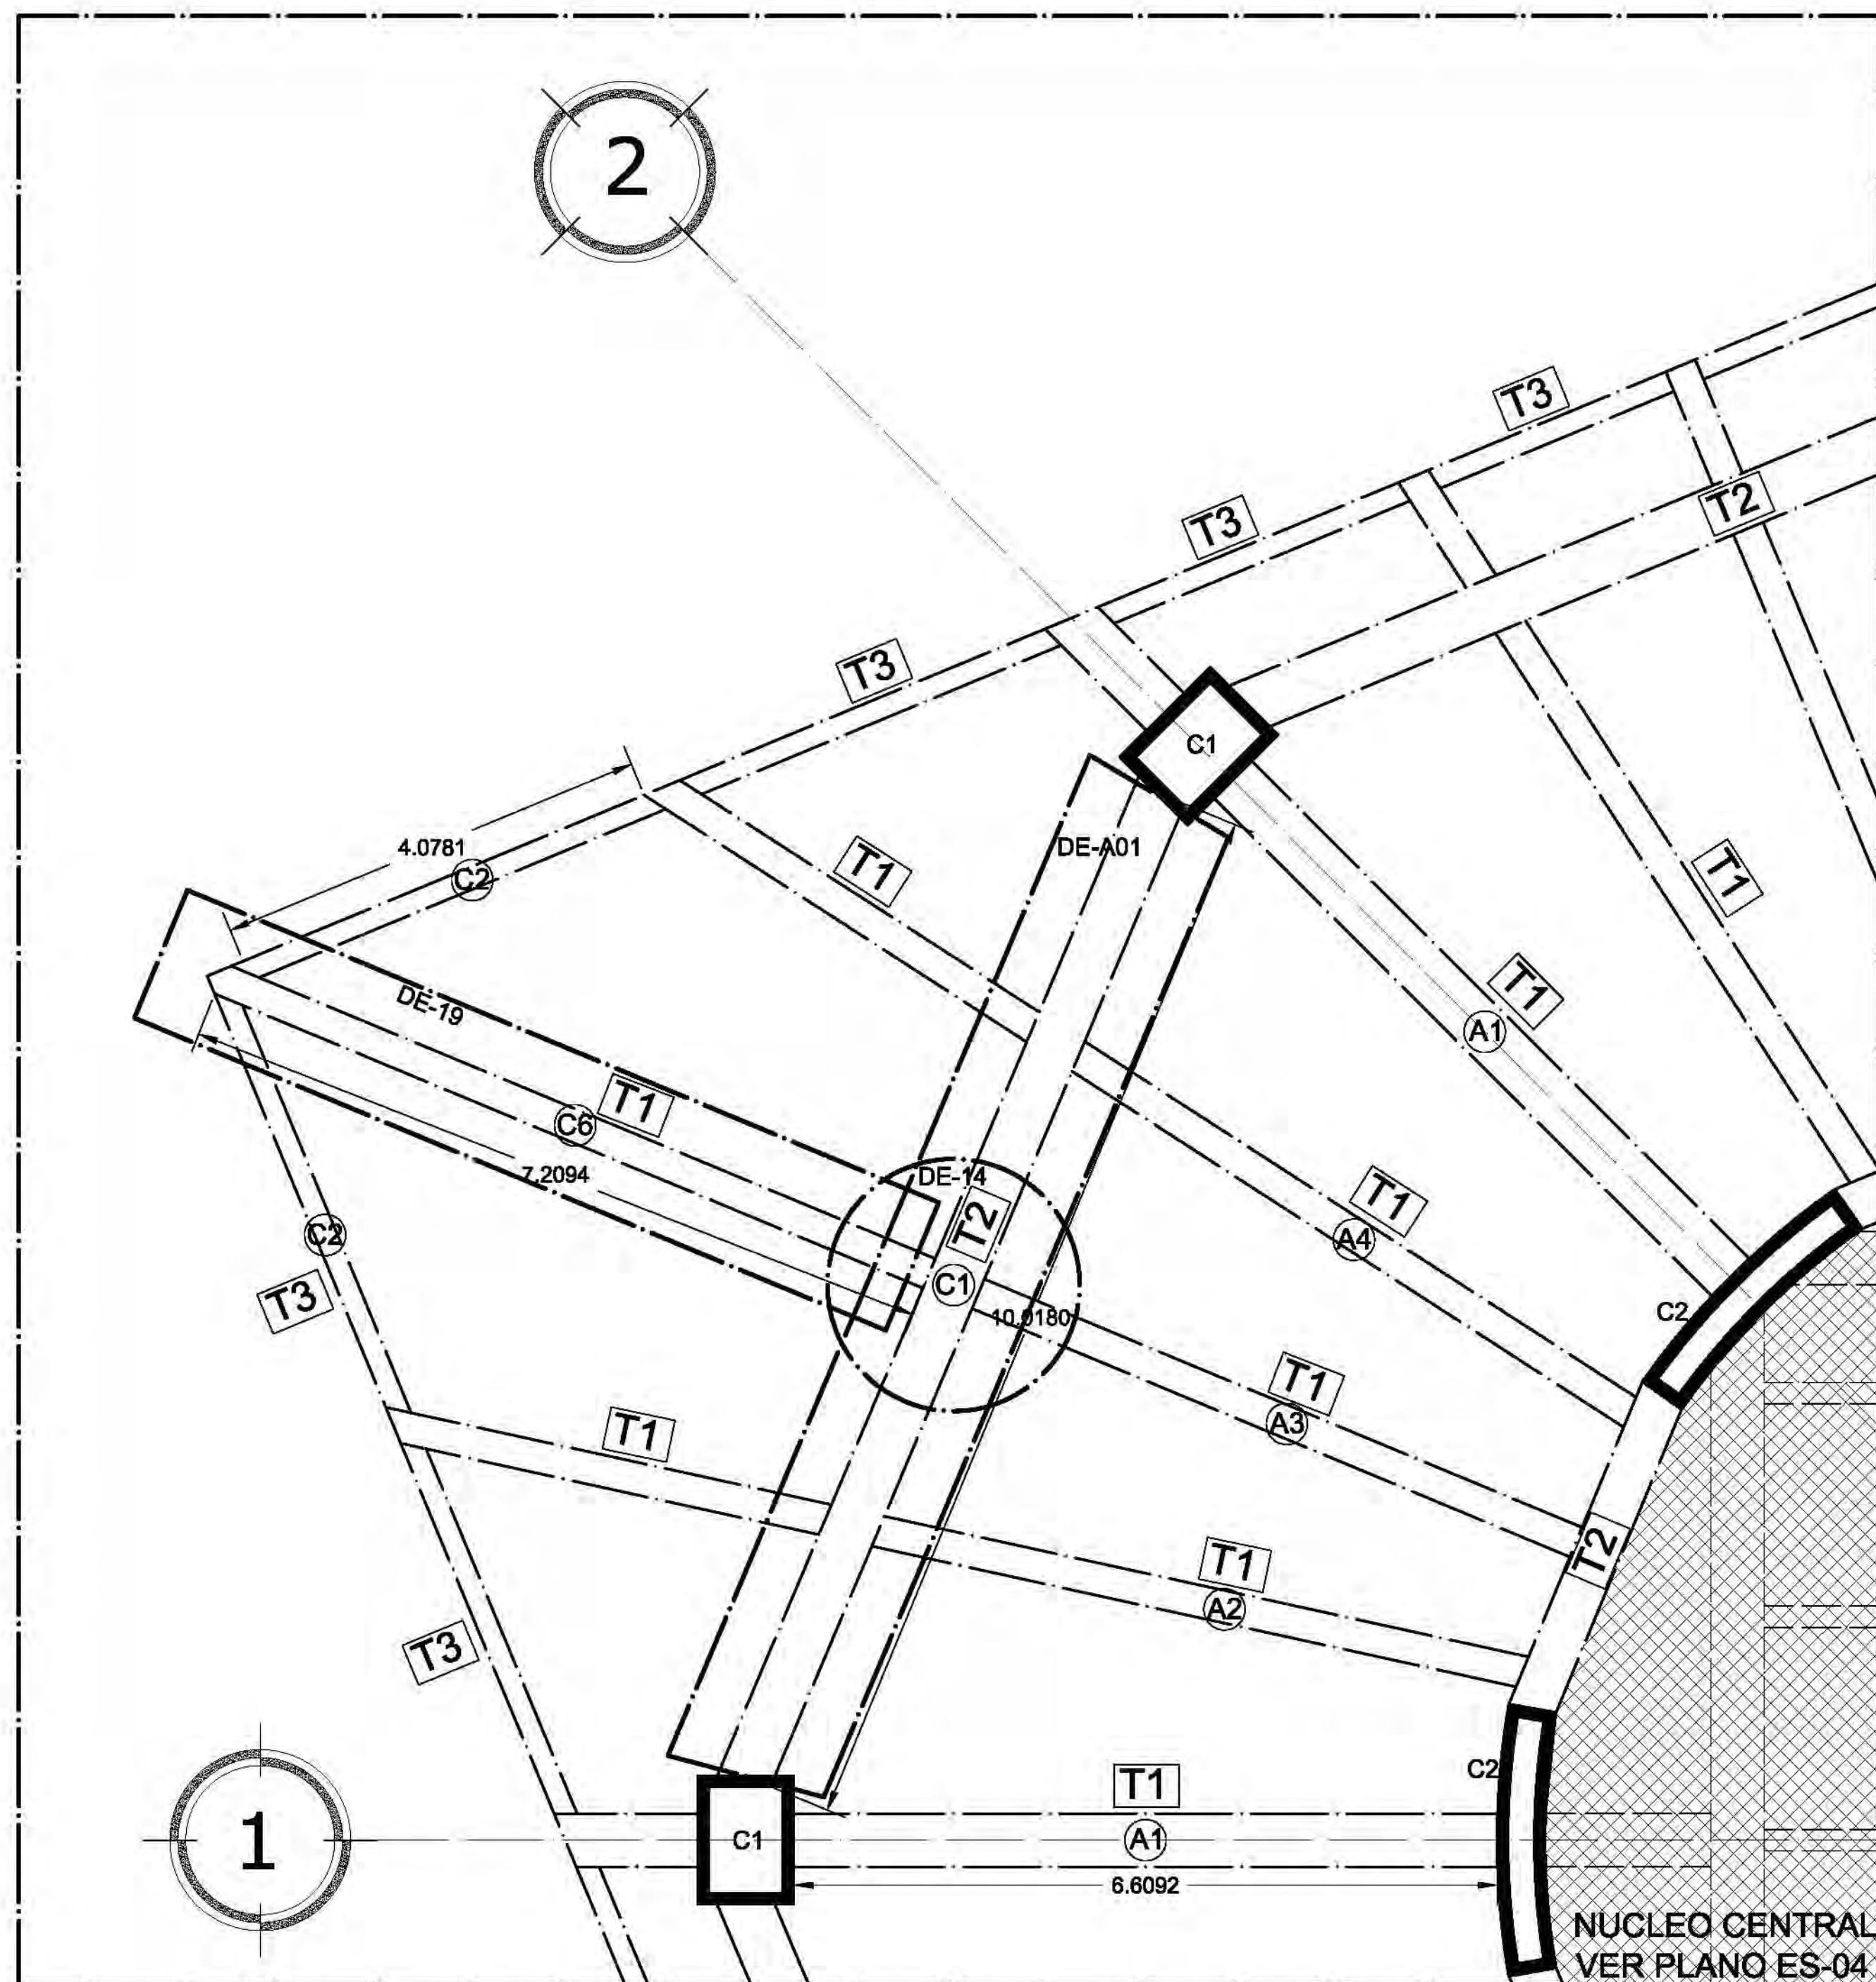 2
T3
T3
T2
T3
C1
4.0781
DE-A01
C2
T1
T1
DE-19
T1
A1
T1
C6
7.2094
DE-14
T2
T1
A4
C2
C1
T3
10.9180
C2
T1
A3
T1
T2
T1
A2
T3
C2
T1
1
C1
A1
6.6092
NUCLEO CENTRAL
VER PLANO ES-04